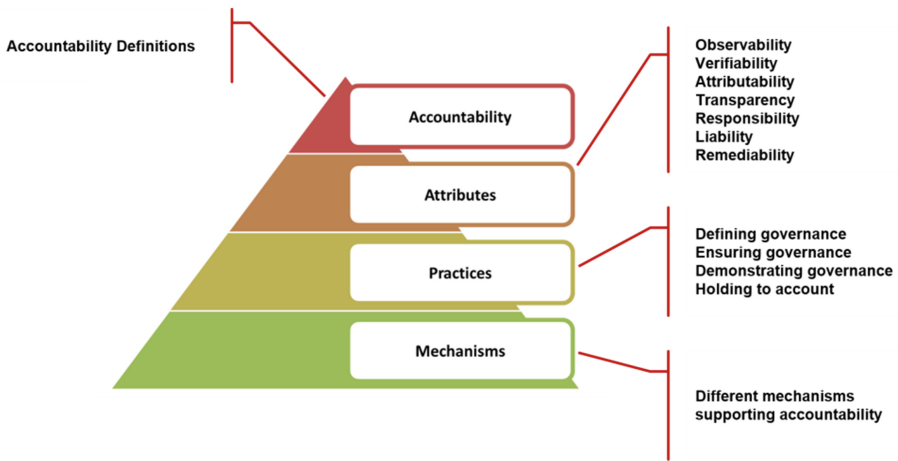 Accountability Definitions
Accountability
Attributes
Practices
Mechanisms
Observability
Verifiability
Attributability
Transparency
Responsibility
Liability
Remediability
Defining governance
Ensuring governance
Demonstrating governance
Holding to account
Different mechanisms
supporting accountability